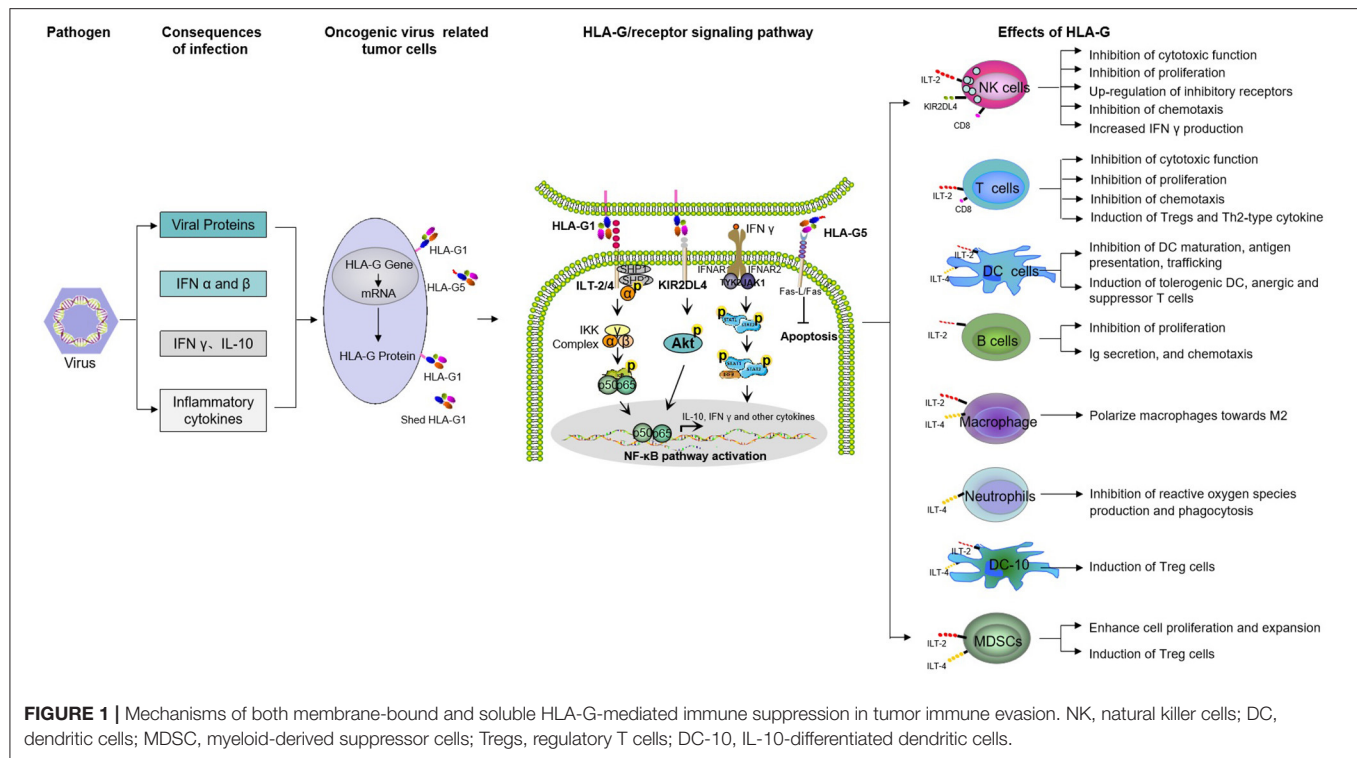 Pathogen
Consequences
of infection
Oncogenic virus related
tumor cells
HLA-G/receptor signaling pathway
Effects of HLA-G
Virus
Viral Proteins
IFN α and β
IFN γ、IL-10
Inflammatory
cytokines
HLA-G Gene
mRNA
HLA-G Protein
HLA-G1
HLA-G5
HLA-G1
Shed HLA-G1
HLA-G1
IFN γ
HLA-G5
SHP1
SHP2
IFNAR1
IFNAR2
ILT-2/4
α
p
KIR2DL4
TYK2
JAK1
Fas-L/Fas
Apoptosis
IKK
Complex
γ
α
β
p
Akt
p
p
STAT1
p
p50
p65
p
STAT1
p
IL-10, IFN γ and other cytokines
p50
p65
NF-κB pathway activation
ILT-2
KIR2DL4
CD8
NK cells
Inhibition of cytotoxic function
Inhibition of proliferation
Up-regulation of inhibitory receptors
Inhibition of chemotaxis
Increased IFN γ production
ILT-2
CD8
T cells
Inhibition of cytotoxic function
Inhibition of proliferation
Inhibition of chemotaxis
Induction of Tregs and Th2-type cytokine
ILT-2
ILT-4
DC cells
Inhibition of DC maturation, antigen
presentation, trafficking
Induction of tolerogenic DC, anergic and
suppressor T cells
ILT-2
B cells
Inhibition of proliferation
Ig secretion, and chemotaxis
ILT-2
ILT-4
Macrophage
Polarize macrophages towards M2
ILT-4
Neutrophils
Inhibition of reactive oxygen species
production and phagocytosis
ILT-2
ILT-4
DC-10
Induction of Treg cells
ILT-2
ILT-4
MDSCs
Enhance cell proliferation and expansion
Induction of Treg cells
FIGURE 1 | Mechanisms of both membrane-bound and soluble HLA-G-mediated immune suppression in tumor immune evasion. NK, natural killer cells; DC,
dendritic cells; MDSC, myeloid-derived suppressor cells; Tregs, regulatory T cells; DC-10, IL-10-differentiated dendritic cells.